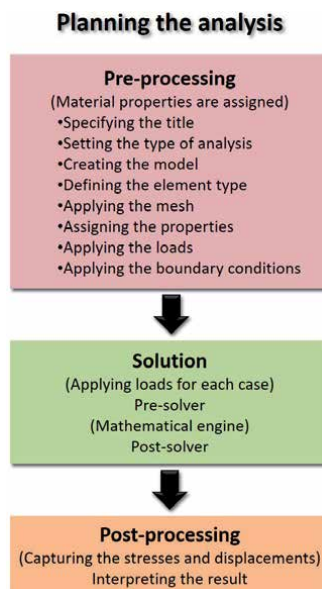 Planning the analysis
Pre-processing
(Material properties are assigned)
•Specifying the title
•Setting the type of analysis
•Creating the model
•Defining the element type
•Applying the mesh
•Assigning the properties
•Applying the loads
•Applying the boundary conditions
Solution
(Applying loads for each case)
Pre-solver
(Mathematical engine)
Post-solver
Post-processing
(Capturing the stresses and displacements)
Interpreting the result